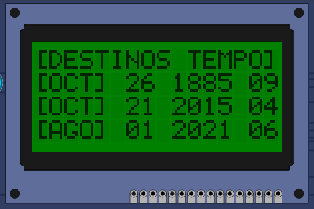 [DESTINOS TEMPO]
[OCT] 26 1885 09
[OCT] 21 2015 04
[AGO] 01 2021 06